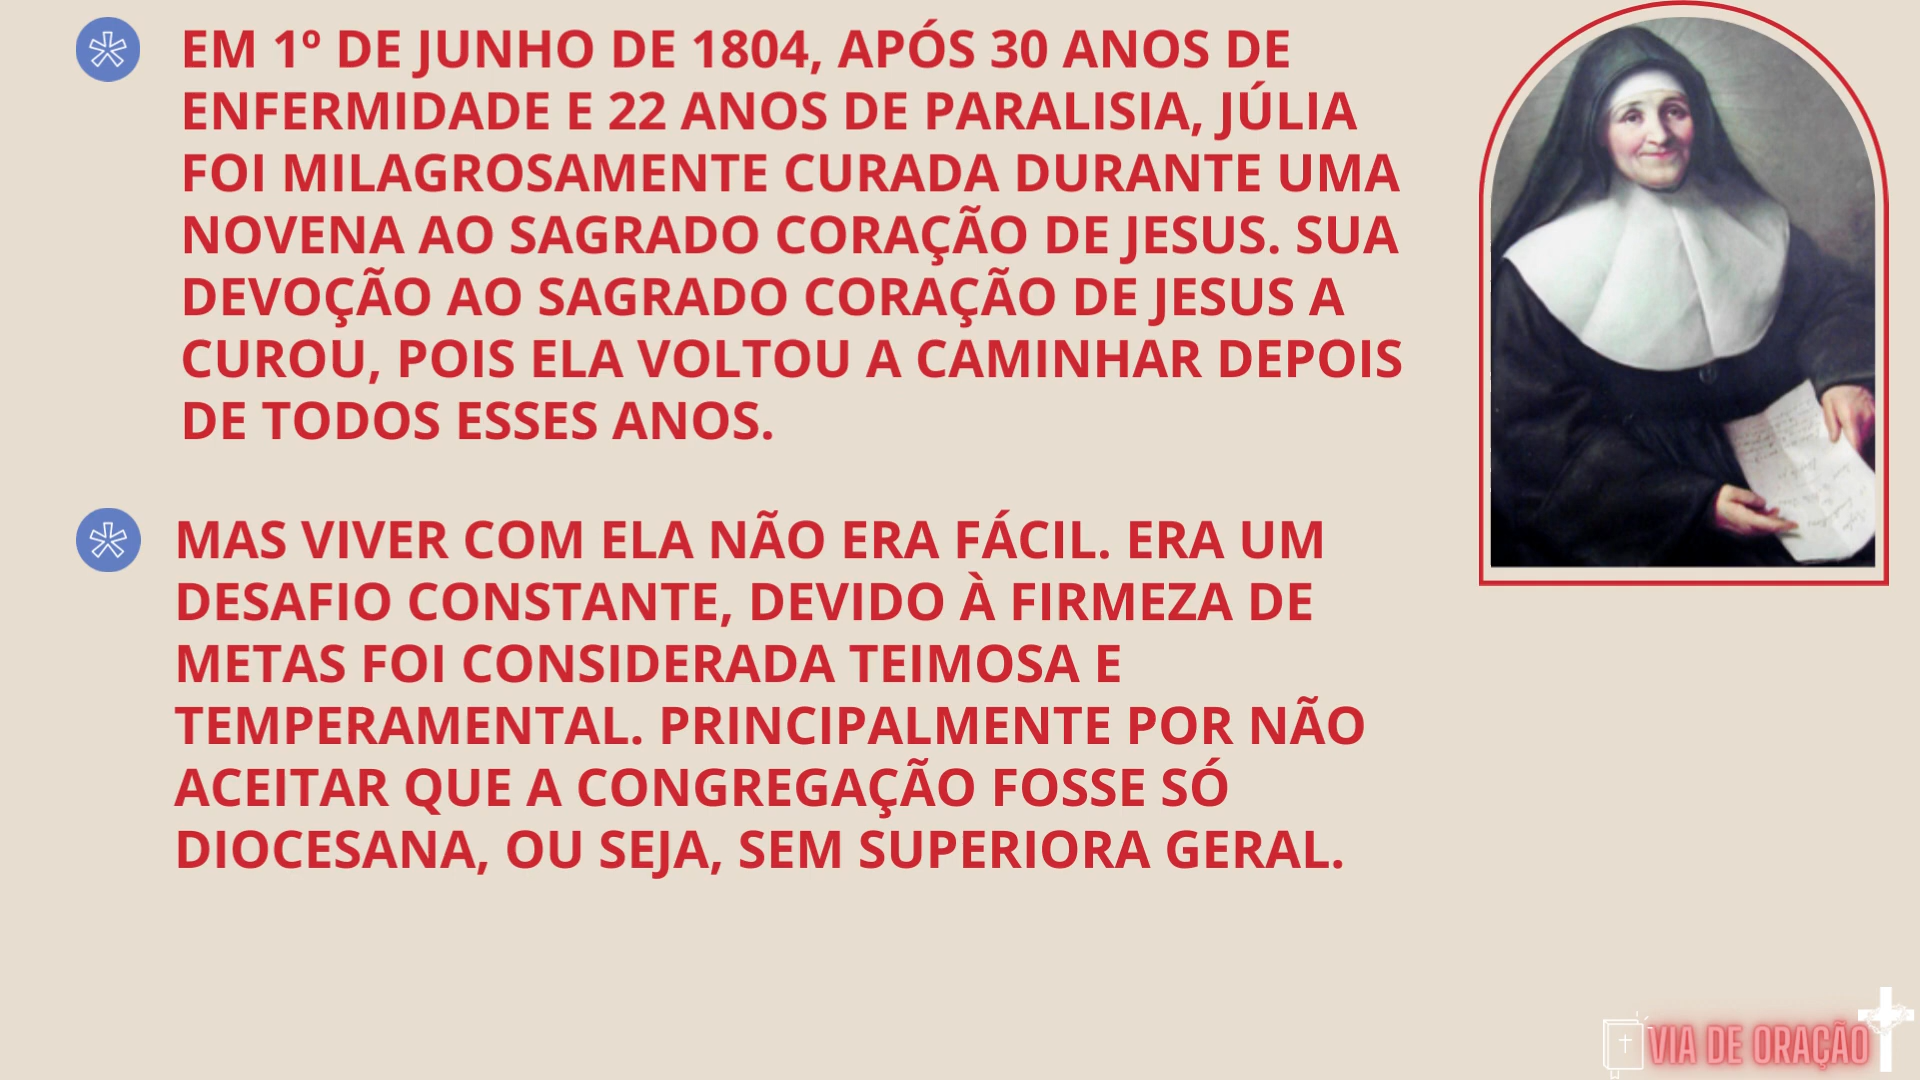 EM 1º DE JUNHO DE 1804, APÓS 30 ANOS DE
ENFERMIDADE E 22 ANOS DE PARALISIA, JÚLIA
FOI MILAGROSAMENTE CURADA DURANTE UMA
NOVENA AO SAGRADO CORAÇÃO DE JESUS. SUA
DEVOÇÃO AO SAGRADO CORAÇÃO DE JESUS A
CUROU, POIS ELA VOLTOU A CAMINHAR DEPOIS
DE TODOS ESSES ANOS.
MAS VIVER COM ELA NÃO ERA FÁCIL. ERA UM
DESAFIO CONSTANTE, DEVIDO À FIRMEZA DE
METAS FOI CONSIDERADA TEIMOSA E
TEMPERAMENTAL. PRINCIPALMENTE POR NÃO
ACEITAR QUE A CONGREGAÇÃO FOSSE SÓ
DIOCESANA, OU SEJA, SEM SUPERIORA GERAL.
VIA DE ORAÇÃO